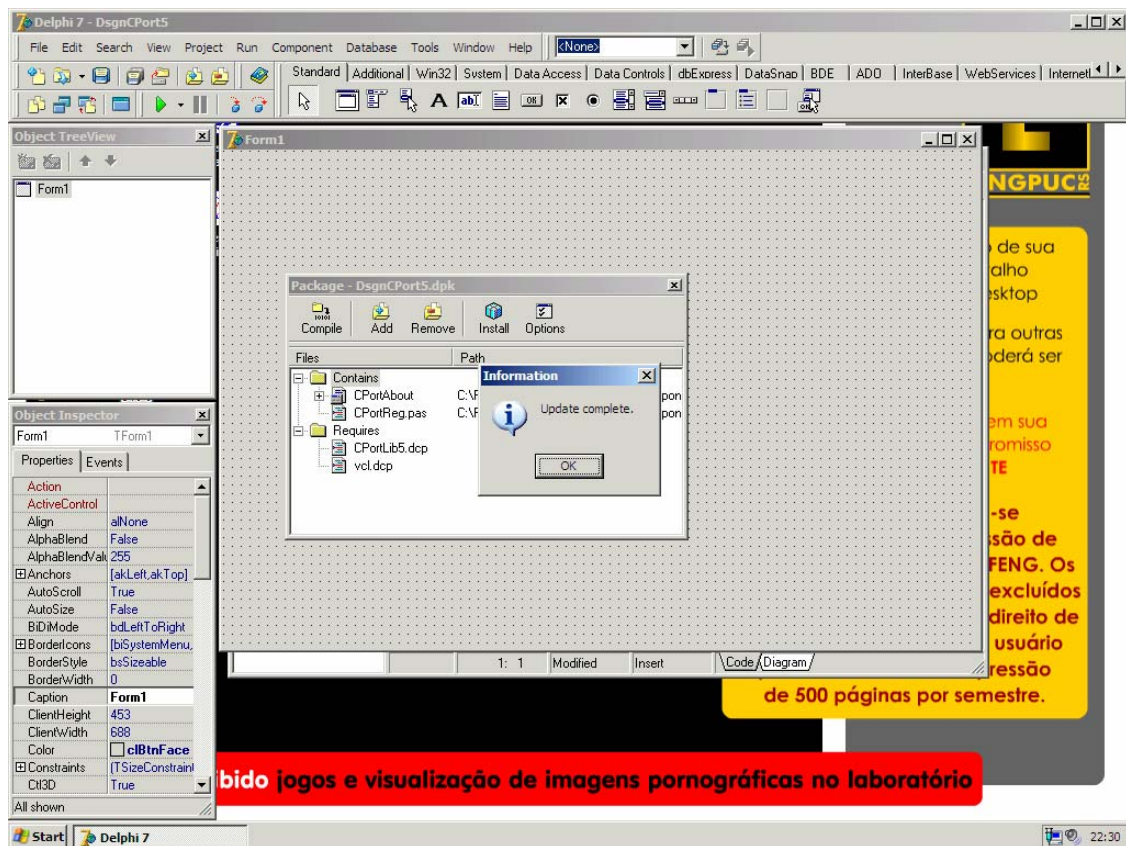 Delphi 7 - DsgnCPort5
File Edit Search View Project Run Component Database Tools Window Help <None>
Standard Additional Win32 System Data Access Data Controls dbExpress DataSnap BDE ADO InterBase WebServices Internet
Object TreeView
Form1
Form1
NGPUCRS
de sua
alho
esktop
ra outras
oderá ser
em sua
romisso
TE
-se
ssão de
FENG. Os
excluídos
direito de
usuário
ressão
de 500 páginas por semestre.
Package - DsgnCPort5.dpk
Compile Add Remove Install Options
Files Path
Contains
CPortAbout C:\F pon
CPortReg.pas C:\F pon
Requires
CPortLib5.dcp
vcl.dcp
Information
Update complete.
OK
1: 1 Modified Insert Code Diagram
Object Inspector
Form1 TForm1
Properties Events
Action
ActiveControl
Align alNone
AlphaBlend False
AlphaBlendValu 255
Anchors [akLeft,akTop]
AutoScroll True
AutoSize False
BiDiMode bdLeftToRight
BorderIcons [biSystemMenu,
BorderStyle bsSizeable
BorderWidth 0
Caption Form1
ClientHeight 453
ClientWidth 688
Color clBtnFace
Constraints [TSizeConstraint
Ctl3D True
All shown
ibido jogos e visualização de imagens pornográficas no laboratório
Start Delphi 7 22:30